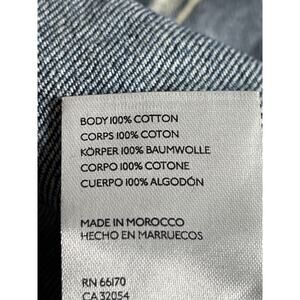 BODY 100% COTTON
CORPS 100% COTON
KÖRPER 100% BAUMWOLLE
CORPO 100% COTONE
CUERPO 100% ALGODÓN
MADE IN MOROCCO
HECHO EN MARRUECOS
RN 66170
CA 32054